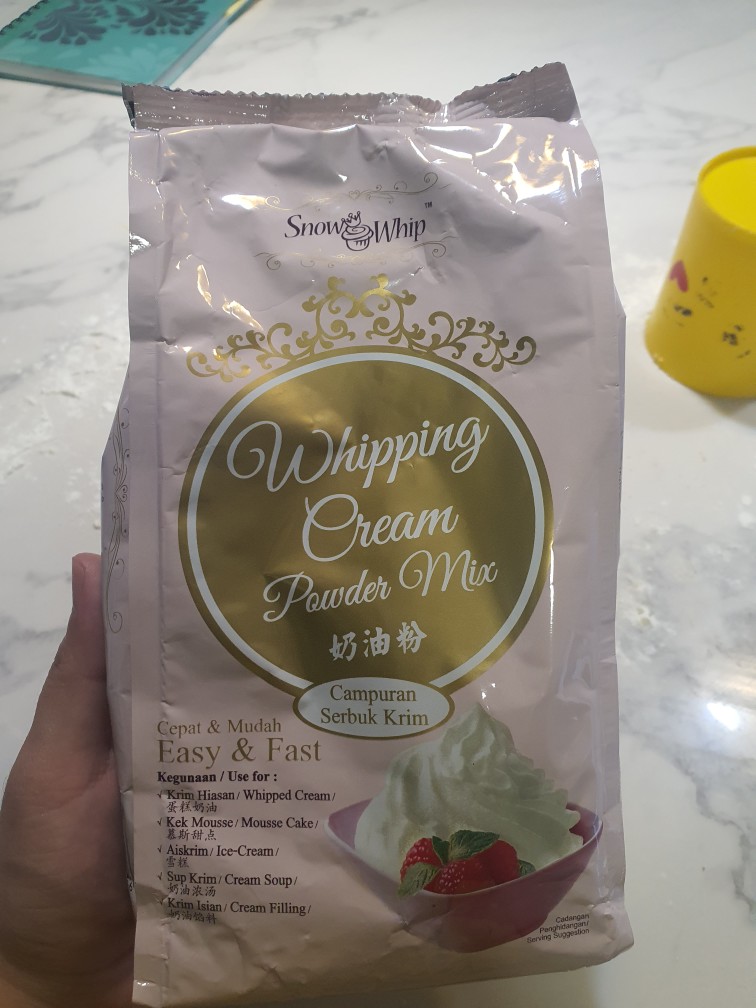 Snow Whip™
Whipping
Cream
Powder Mix
奶油粉
Campuran
Serbuk Krim
Cepat & Mudah
Easy & Fast
Kegunaan / Use for :
√ Krim Hiasan / Whipped Cream /
蛋糕奶油
√ Kek Mousse / Mousse Cake /
慕斯甜点
√ Aiskrim / Ice-Cream /
雪糕
√ Sup Krim / Cream Soup /
奶油浓汤
√ Krim Isian / Cream Filling /
奶油馅料
Cadangan
Penghidangan/
Serving Suggestion